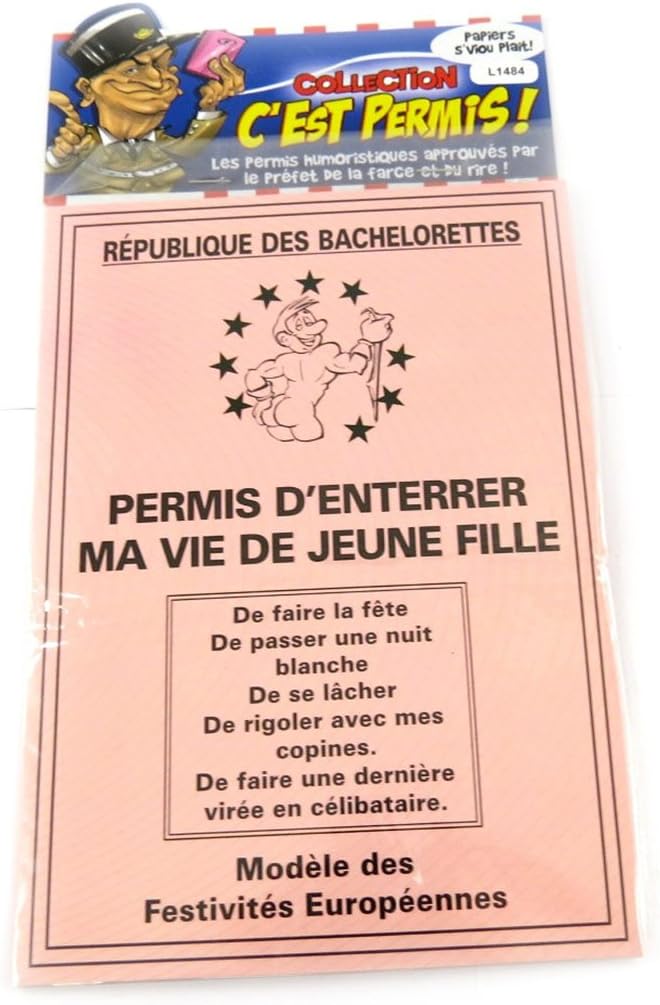 PaPiers
s'viou Plaît!
L1484
COLLECTION
C'EST PERMIS !
Les Permis humoristiques approuvés par
le Préfet de la farce et du rire !
RÉPUBLIQUE DES BACHELORETTES
PERMIS D'ENTERRER
MA VIE DE JEUNE FILLE
De faire la fête
De passer une nuit
blanche
De se lâcher
De rigoler avec mes
copines.
De faire une dernière
virée en célibataire.
Modèle des
Festivités Européennes